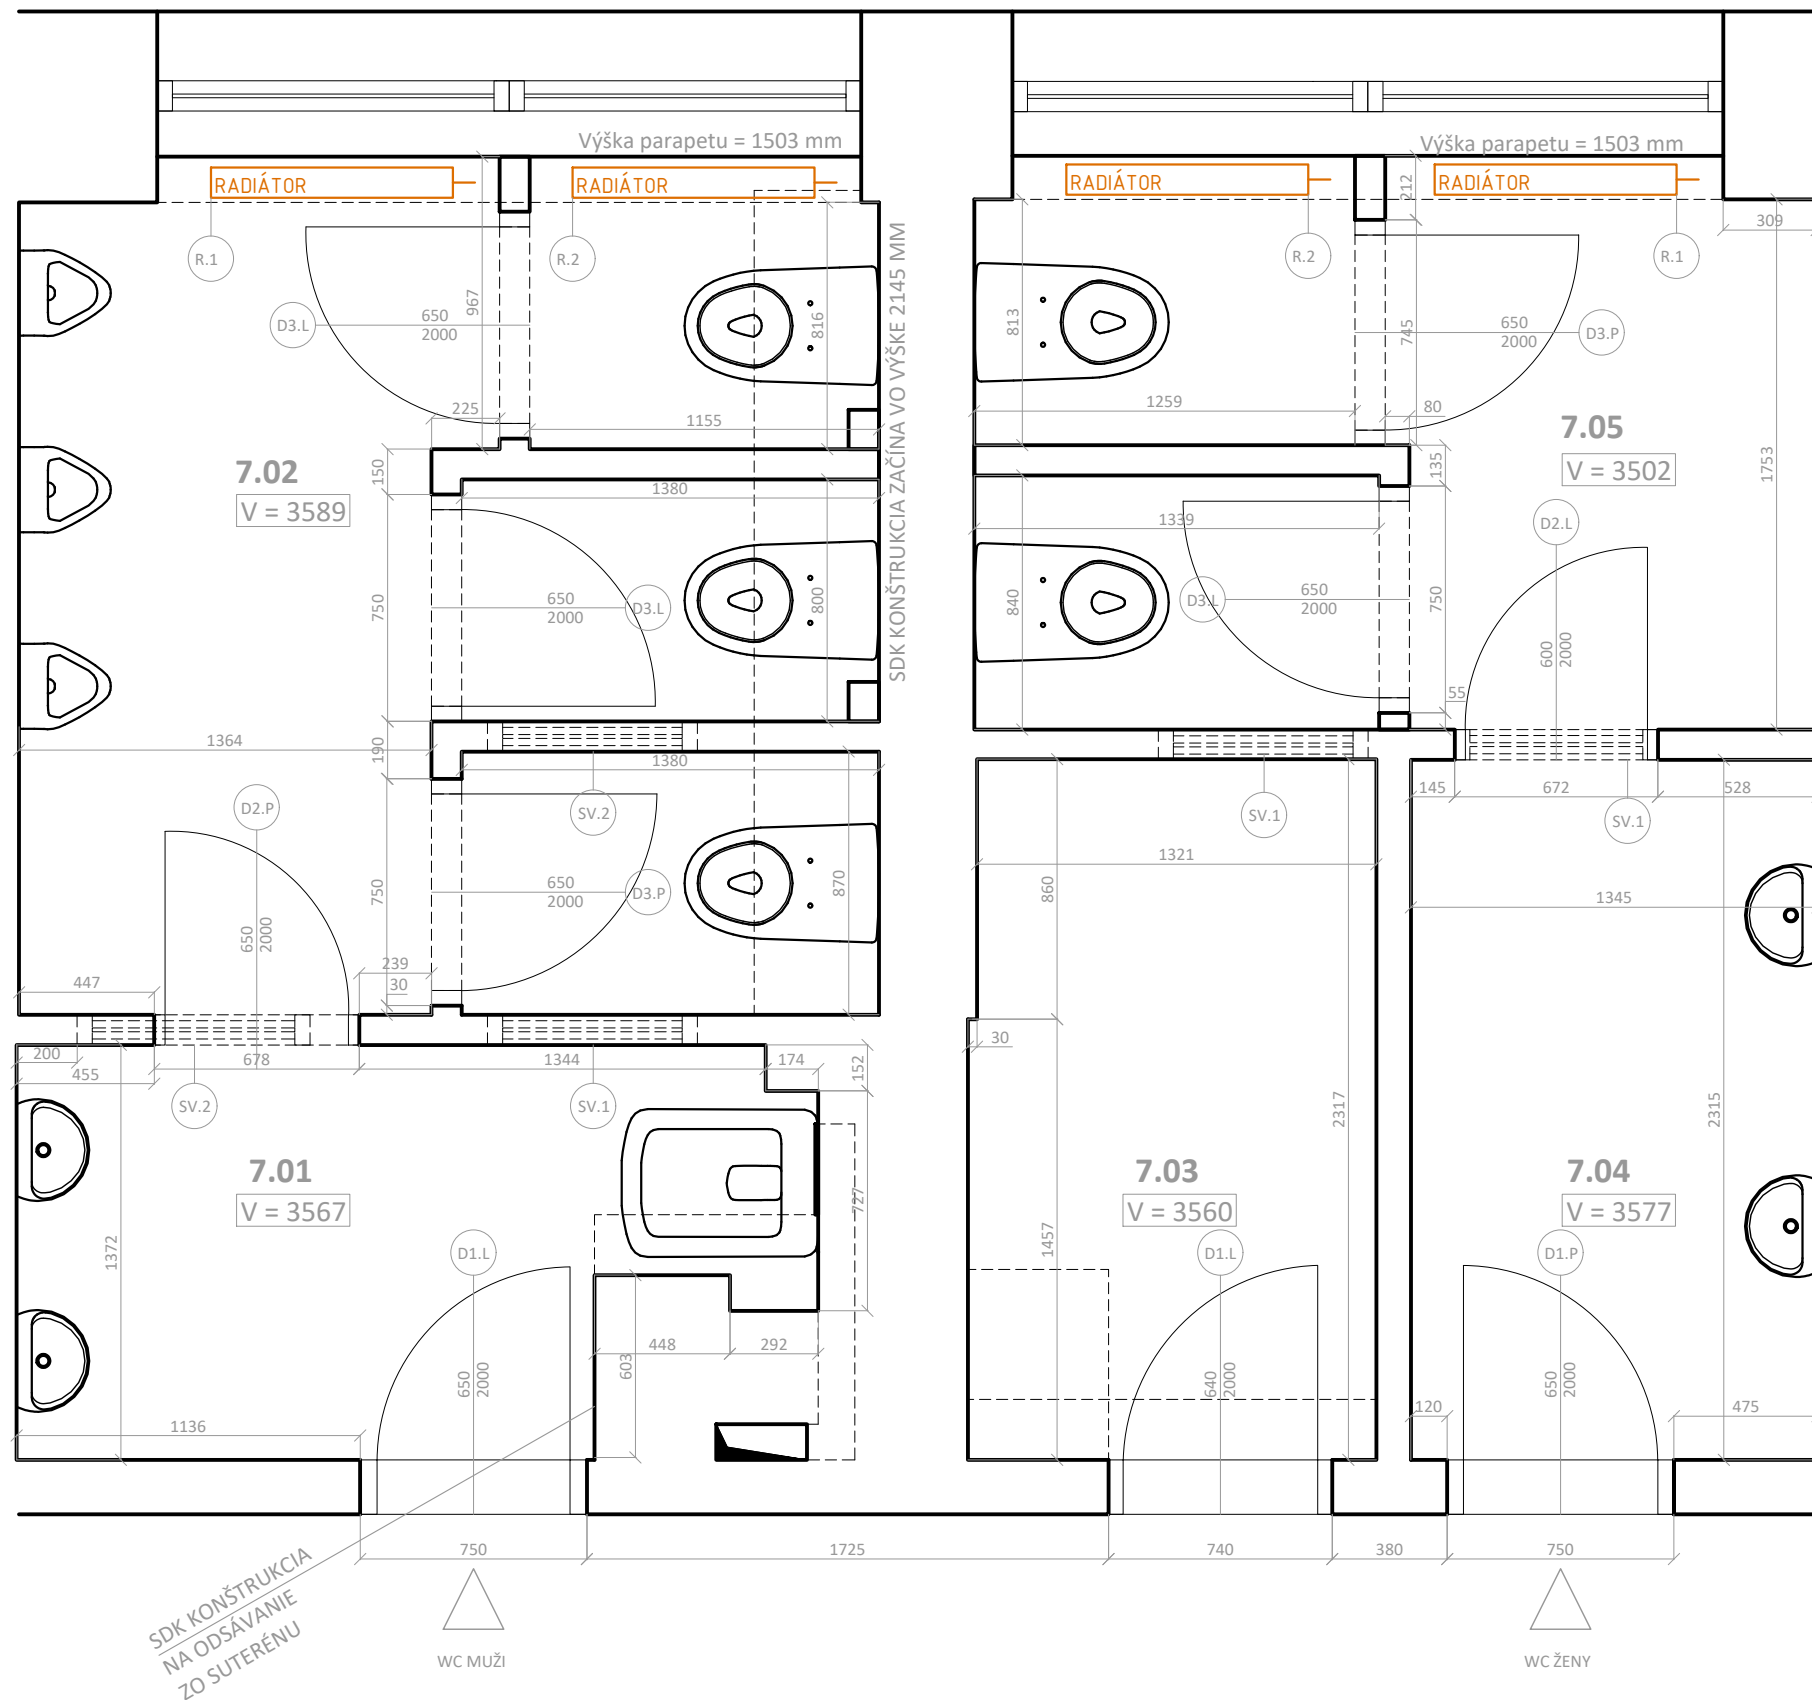 Výška parapetu = 1503 mm
Výška parapetu = 1503 mm
RADIÁTOR
RADIÁTOR
RADIÁTOR
RADIÁTOR
212
309
R.1
R.2
R.2
R.1
967
650
2000
D3.L
816
813
745
650
2000
D3.P
SDK KONŠTRUKCIA ZAČÍNA VO VÝŠKE 2145 MM
225
1155
1259
80
7.05
V = 3502
150
7.02
V = 3589
1380
135
1753
1339
D2.L
750
650
2000
D3.L
800
840
D3.L
650
2000
750
600
2000
55
1364
190
1380
145
672
528
D2.P
SV.2
SV.1
SV.1
750
650
2000
D3.P
870
1321
860
1345
650
2000
239
30
447
200
455
678
1344
174
152
30
SV.2
SV.1
2317
2315
7.01
V = 3567
727
7.03
V = 3560
7.04
V = 3577
1372
D1.L
1457
D1.L
D1.P
448
292
603
650
2000
640
2000
650
2000
1136
120
475
750
1725
740
380
750
SDK KONŠTRUKCIA
NA ODSÁVANIE
ZO SUTERÉNU
WC MUŽI
WC ŽENY